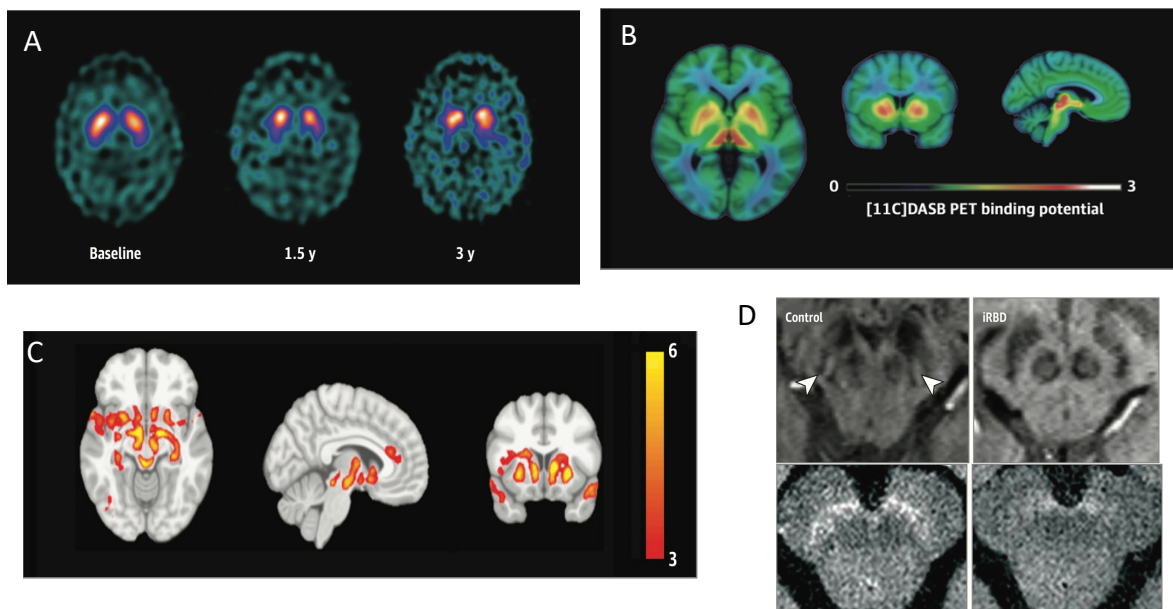 A
Baseline 1.5 y 3 y
B
0 3
[11C]DASB PET binding potential
C
6
3
D
Control iRBD